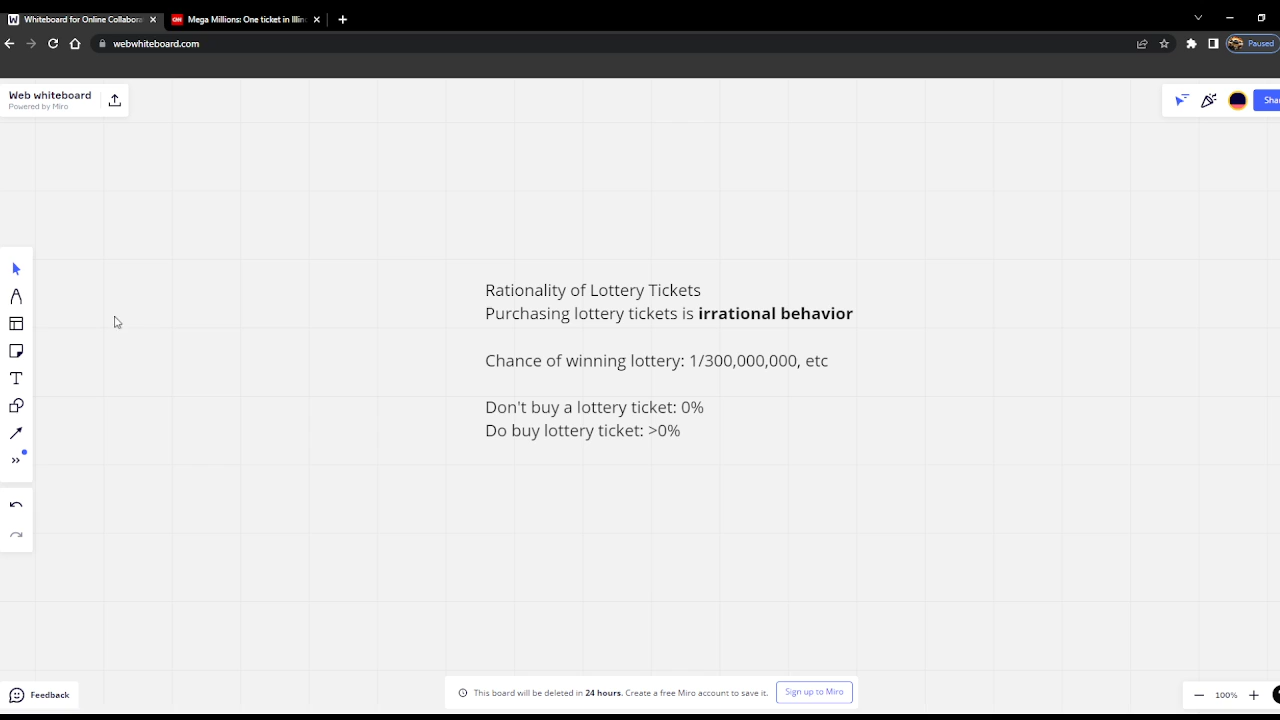 Whiteboard for Online Collabora
Mega Millions: One ticket in Illin
webwhiteboard.com
Paused
Web whiteboard
Powered by Miro
Shar
Rationality of Lottery Tickets
Purchasing lottery tickets is irrational behavior
Chance of winning lottery: 1/300,000,000, etc
Don't buy a lottery ticket: 0%
Do buy lottery ticket: >0%
Feedback
This board will be deleted in 24 hours. Create a free Miro account to save it.
Sign up to Miro
100%